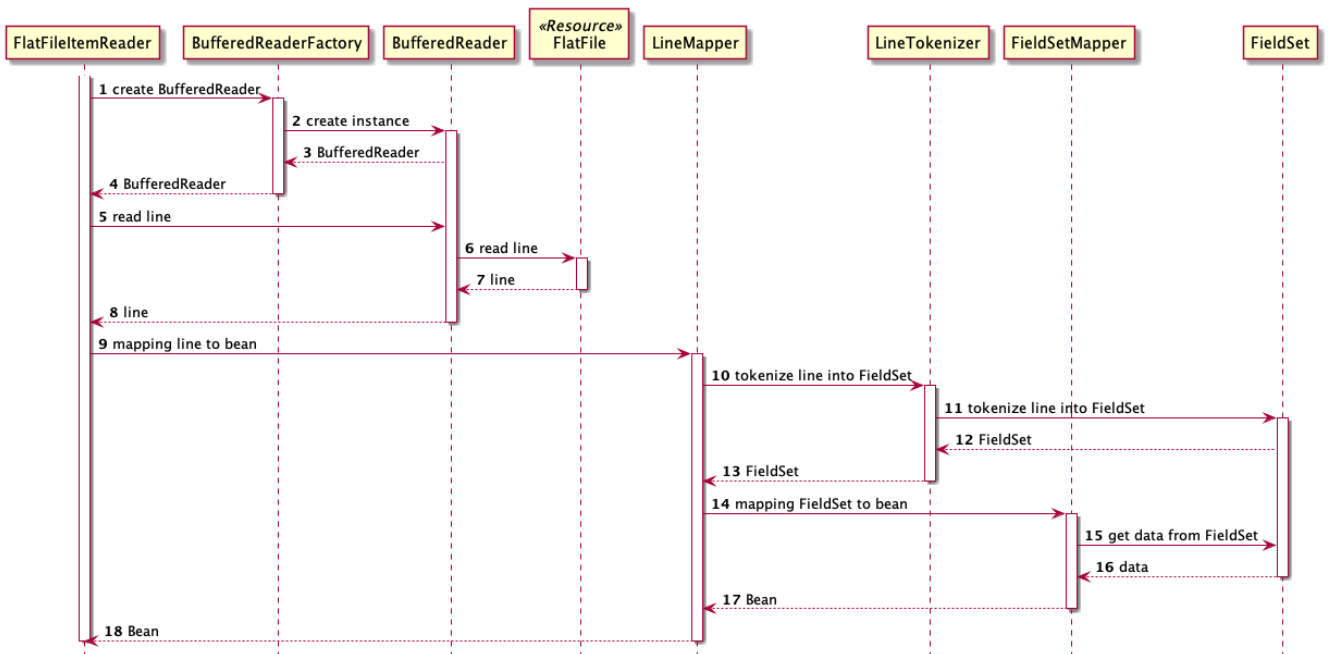 «Resource»
FlatFileItemReader
BufferedReaderFactory
BufferedReader
FlatFile
LineMapper
LineTokenizer
FieldSetMapper
FieldSet
1 create BufferedReader
2 create instance
3 BufferedReader
4 BufferedReader
5 read line
6 read line
7 line
8 line
9 mapping line to bean
10 tokenize line into FieldSet
11 tokenize line into FieldSet
12 FieldSet
13 FieldSet
14 mapping FieldSet to bean
15 get data from FieldSet
16 data
17 Bean
18 Bean